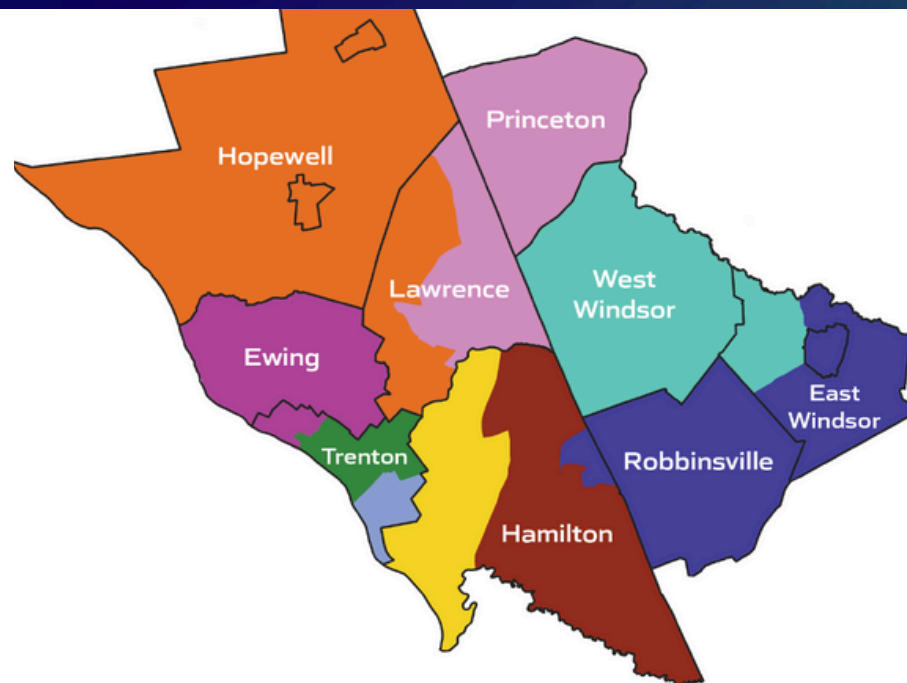 Princeton
Hopewell
West
Windsor
Lawrence
Ewing
East
Windsor
Trenton
Robbinsville
Hamilton